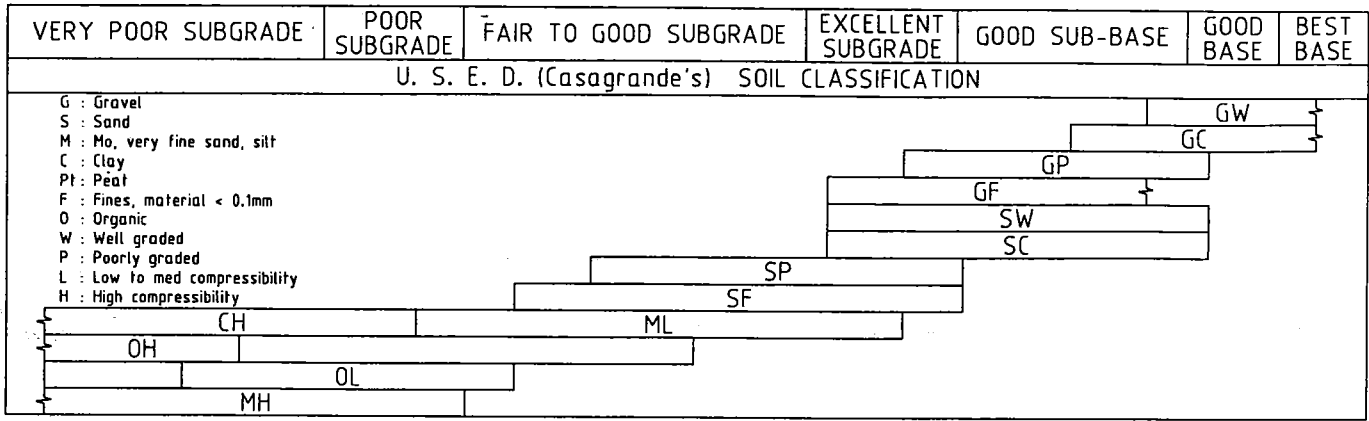 VERY POOR SUBGRADE
POOR SUBGRADE
FAIR TO GOOD SUBGRADE
EXCELLENT SUBGRADE
GOOD SUB-BASE
GOOD BASE
BEST BASE
U. S. E. D. (Casagrande's) SOIL CLASSIFICATION
G : Gravel
S : Sand
M : Mo, very fine sand, silt
C : Clay
Pt : Peat
F : Fines, material < 0.1mm
O : Organic
W : Well graded
P : Poorly graded
L : Low to med compressibility
H : High compressibility
GW
GC
GP
GF
SW
SC
SP
SF
CH ML
OH
OL
MH